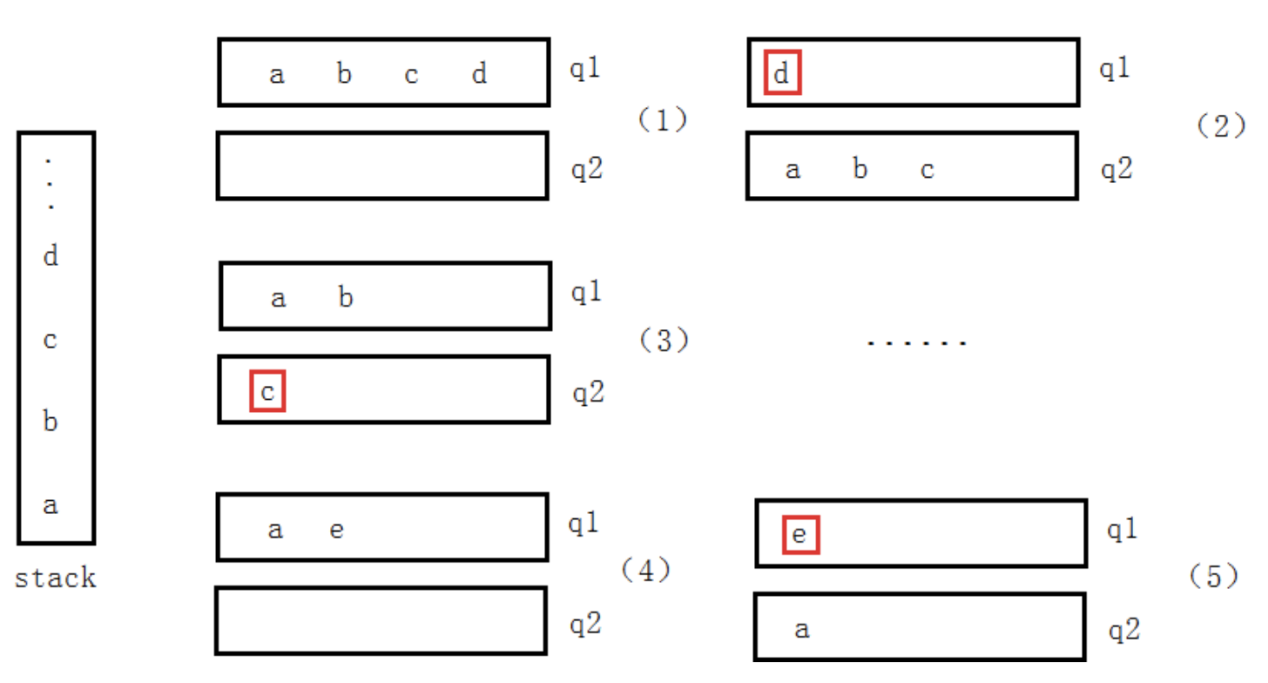 a b c d q1
(1)
q2
d q1
(2)
a b c q2
.
.
.
d
c
b
a
stack
a b q1
(3)
c q2
......
a e q1
(4)
q2
e q1
(5)
a q2